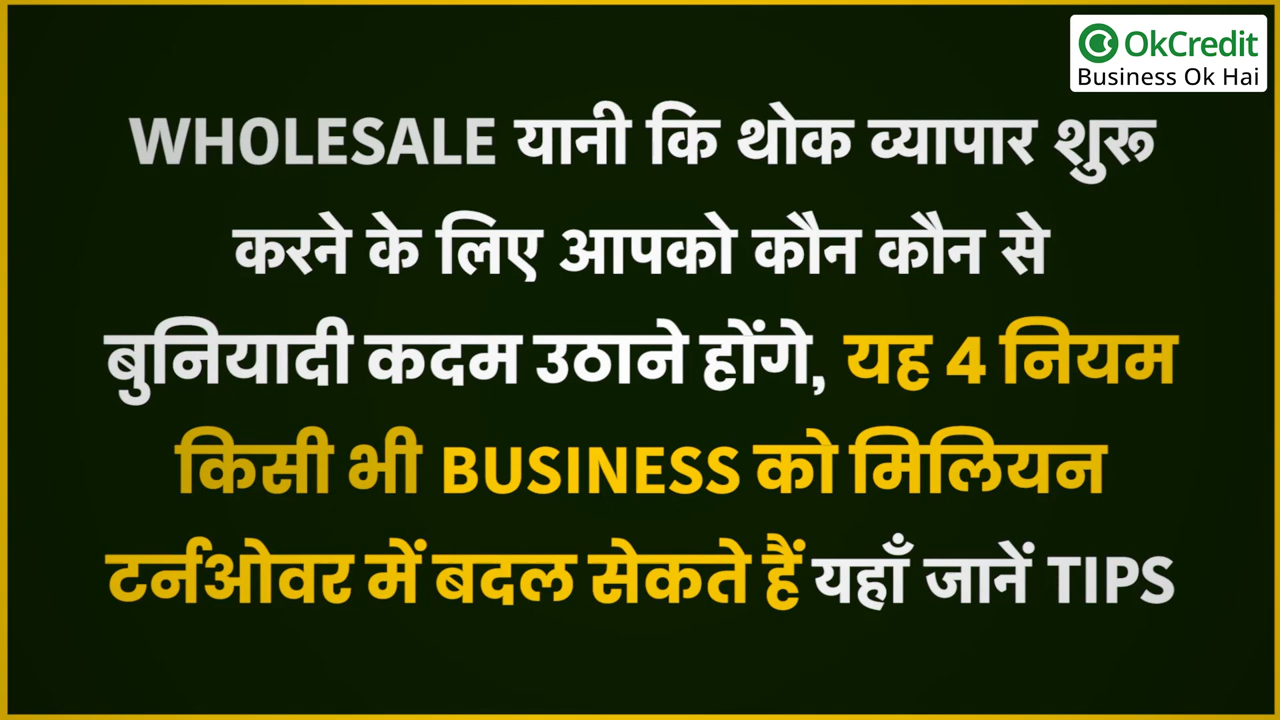 OkCredit
Business Ok Hai
WHOLESALE यानी कि थोक व्यापार शुरू
करने के लिए आपको कौन कौन से
बुनियादी कदम उठाने होंगे, यह 4 नियम
किसी भी BUSINESS को मिलियन
टर्नओवर में बदल सेकते हैं यहाँ जानें TIPS